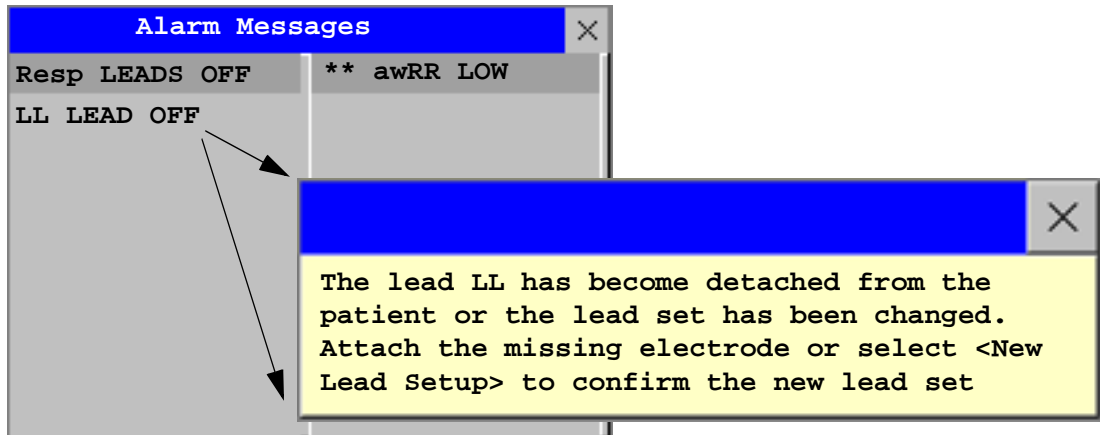 Alarm Messages
Resp LEADS OFF
** awRR LOW
LL LEAD OFF
The lead LL has become detached from the
patient or the lead set has been changed.
Attach the missing electrode or select <New
Lead Setup> to confirm the new lead set